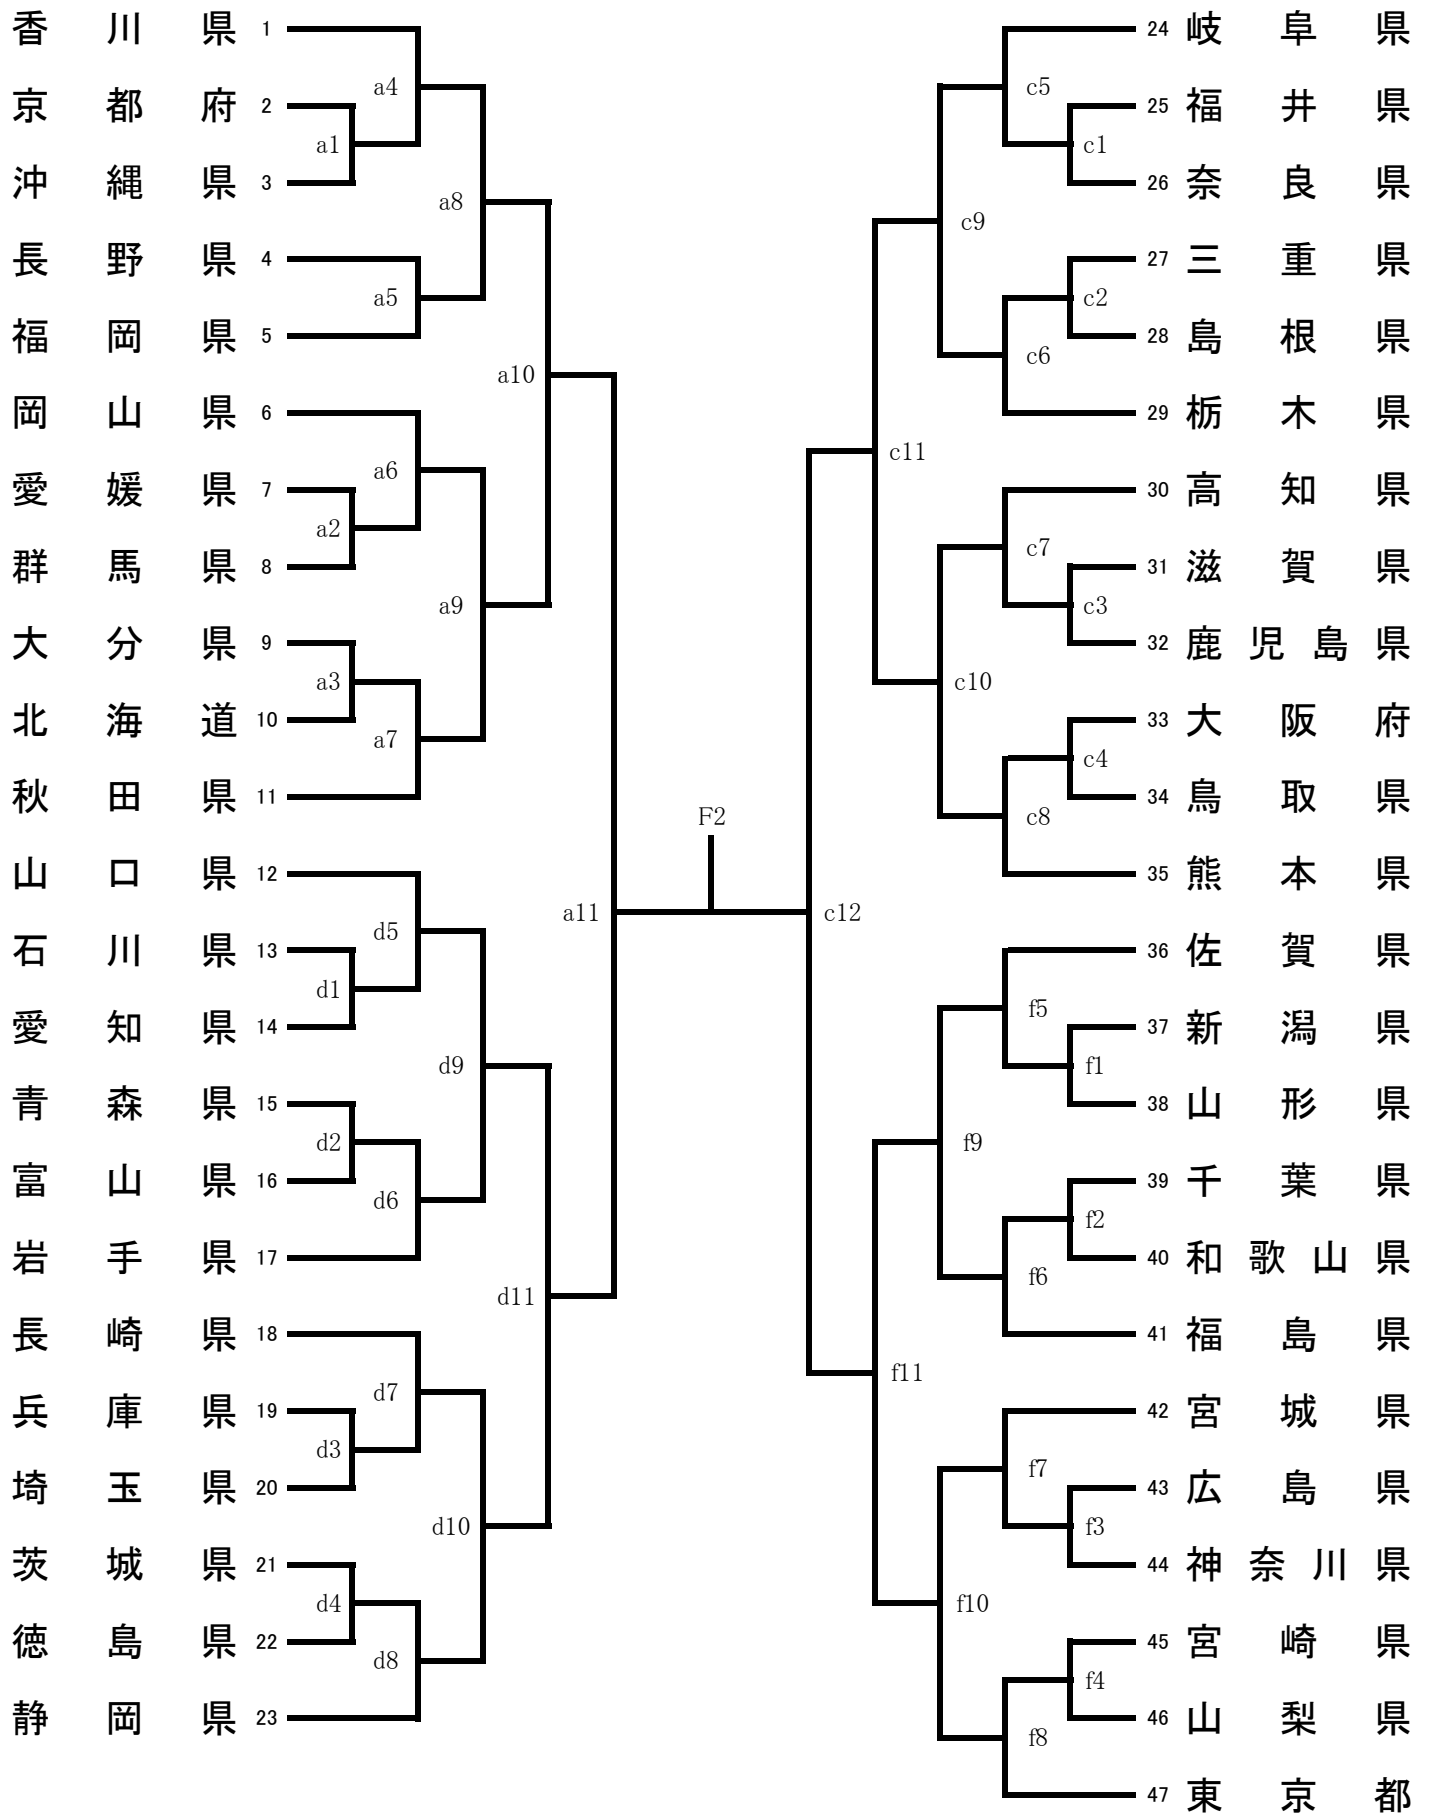 香川県 1
京都府 2
沖縄県 3
長野県 4
福岡県 5
岡山県 6
愛媛県 7
群馬県 8
大分県 9
北海道 10
秋田県 11
山口県 12
石川県 13
愛知県 14
青森県 15
富山県 16
岩手県 17
長崎県 18
兵庫県 19
埼玉県 20
茨城県 21
徳島県 22
静岡県 23
a4
a1
a8
a5
a10
a6
a2
a9
a3
a7
a11
d5
d1
d9
d2
d6
d11
d7
d3
d10
d4
d8
F2
c12
c5
c1
c9
c2
c6
c11
c7
c3
c10
c4
c8
f5
f1
f9
f2
f6
f11
f7
f3
f10
f4
f8
24 岐阜県
25 福井県
26 奈良県
27 三重県
28 島根県
29 栃木県
30 高知県
31 滋賀県
32 鹿児島県
33 大阪府
34 鳥取県
35 熊本県
36 佐賀県
37 新潟県
38 山形県
39 千葉県
40 和歌山県
41 福島県
42 宮城県
43 広島県
44 神奈川県
45 宮崎県
46 山梨県
47 東京都